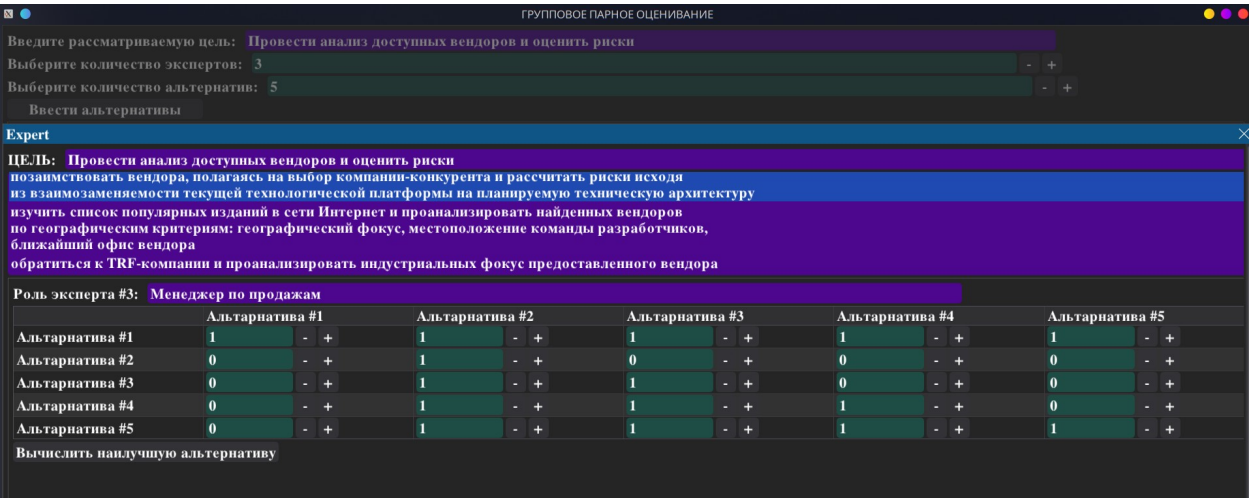 ГРУППОВОЕ ПАРНОЕ ОЦЕНИВАНИЕ
Введите рассматриваемую цель: Провести анализ доступных вендоров и оценить риски
Выберите количество экспертов: 3 - +
Выберите количество альтернатив: 5 - +
Ввести альтернативы
Expert
ЦЕЛЬ: Провести анализ доступных вендоров и оценить риски
позаимствовать вендора, полагаясь на выбор компании-конкурента и рассчитать риски исходя
из взаимозаменяемости текущей технологической платформы на планируемую техническую архитектуру
изучить список популярных изданий в сети Интернет и проанализировать найденных вендоров
по географическим критериям: географический фокус, местоположение команды разработчиков,
ближайший офис вендора
обратиться к TRF-компании и проанализировать индустриальных фокус предоставленного вендора
Роль эксперта #3: Менеджер по продажам
Альтарнатива #1 Альтарнатива #2 Альтарнатива #3 Альтарнатива #4 Альтарнатива #5
Альтарнатива #1 1 - + 1 - + 1 - + 1 - + 1 - +
Альтарнатива #2 0 - + 1 - + 0 - + 0 - + 0 - +
Альтарнатива #3 0 - + 1 - + 1 - + 0 - + 0 - +
Альтарнатива #4 0 - + 1 - + 1 - + 1 - + 0 - +
Альтарнатива #5 0 - + 1 - + 1 - + 1 - + 1 - +
Вычислить наилучшую альтернативу